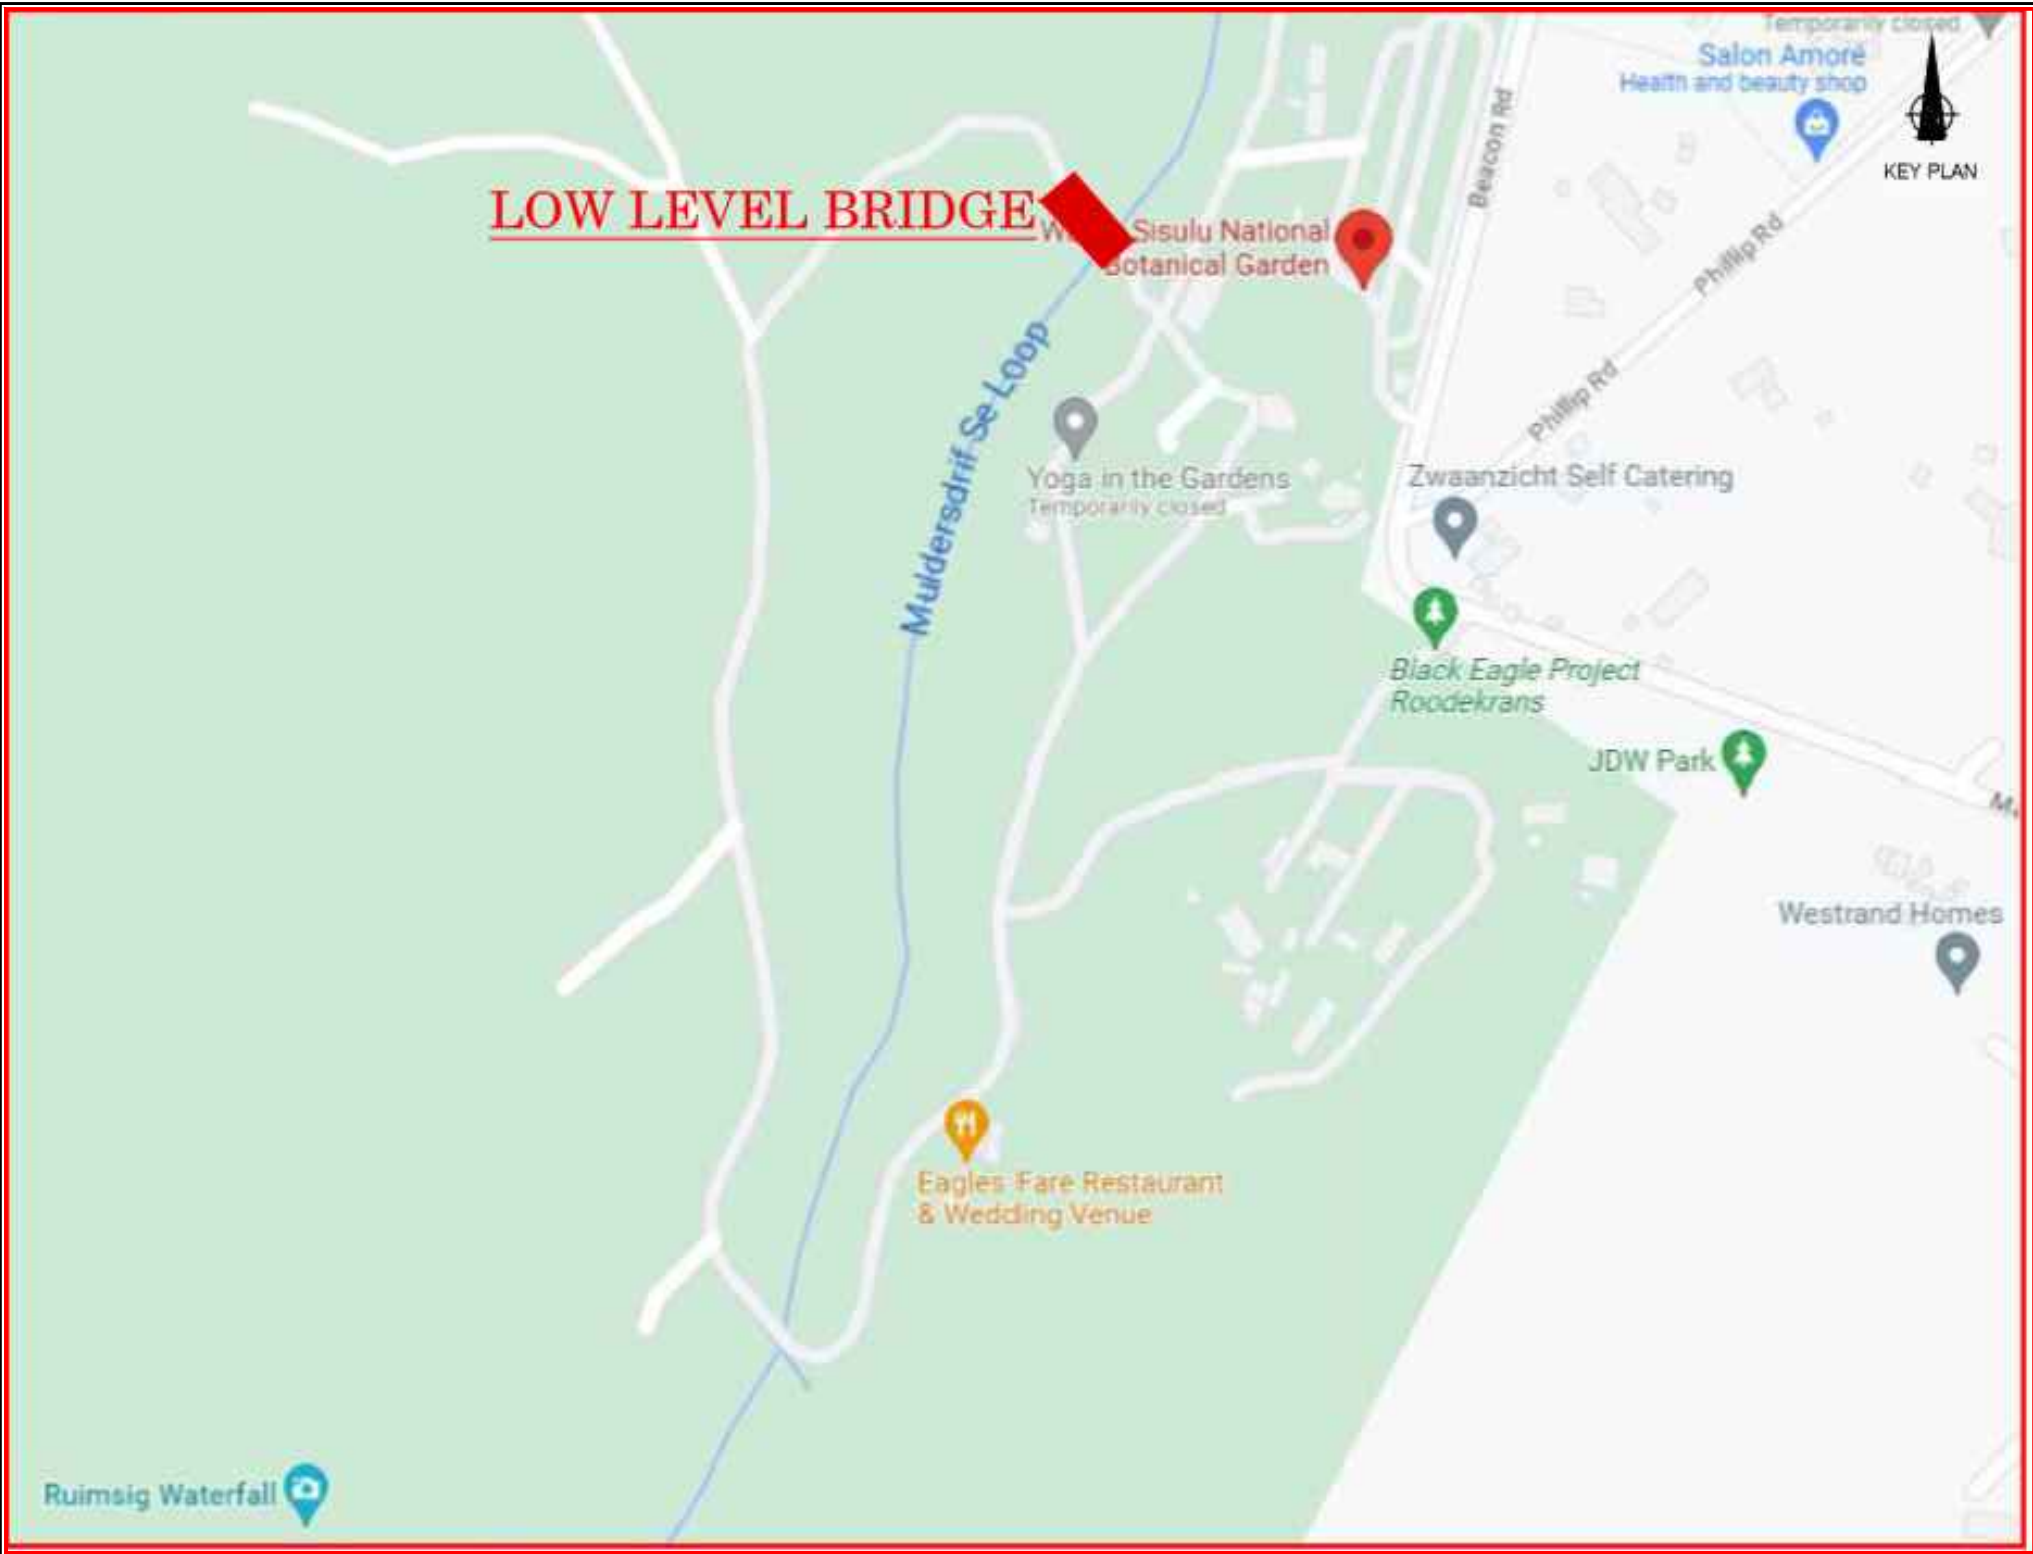 Temporarily closed
Salon Amoré
Health and beauty shop
KEY PLAN
Beacon Rd
Phillip Rd
LOW LEVEL BRIDGE
Sisulu National
Botanical Garden
Muldersdrif Se Loop
Phillip Rd
Yoga in the Gardens
Temporarily closed
Zwaanzicht Self Catering
Black Eagle Project
Roodekrans
JDW Park
Westrand Homes
Eagles Fare Restaurant
& Wedding Venue
Ruimsig Waterfall